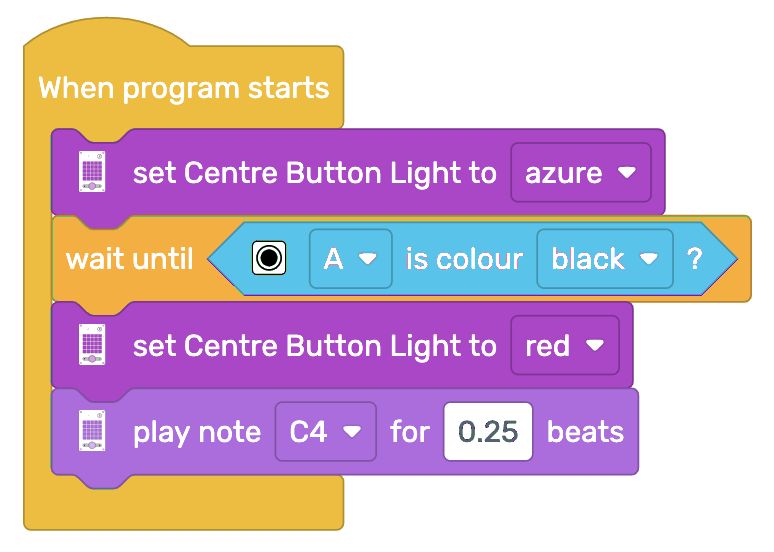 When program starts
set Centre Button Light to azure
wait until A is colour black ?
set Centre Button Light to red
play note C4 for 0.25 beats